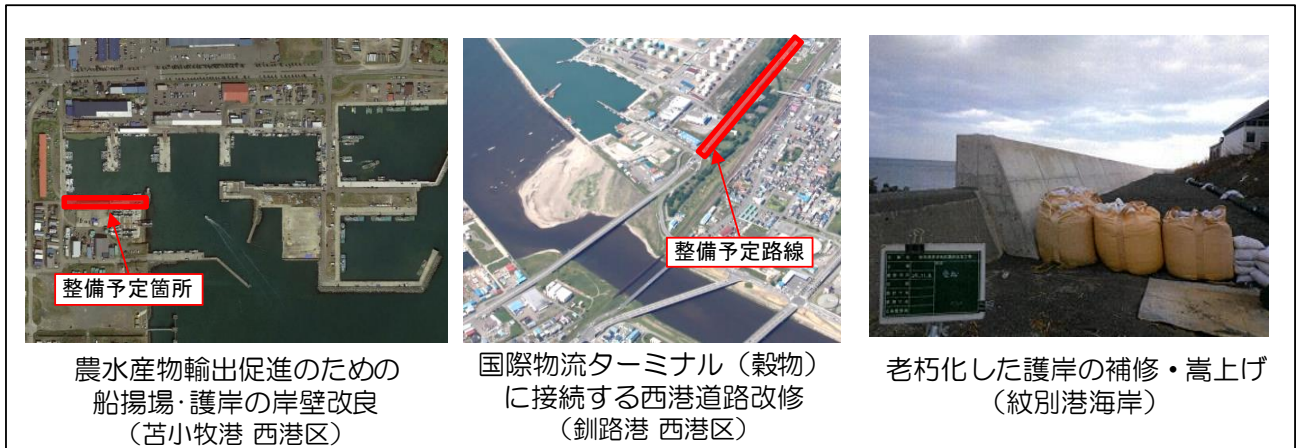 整備予定箇所
農水産物輸出促進のための
船揚場・護岸の岸壁改良
（苫小牧港 西港区）
整備予定路線
国際物流ターミナル（穀物）
に接続する西港道路改修
（釧路港 西港区）
老朽化した護岸の補修・嵩上げ
（紋別港海岸）